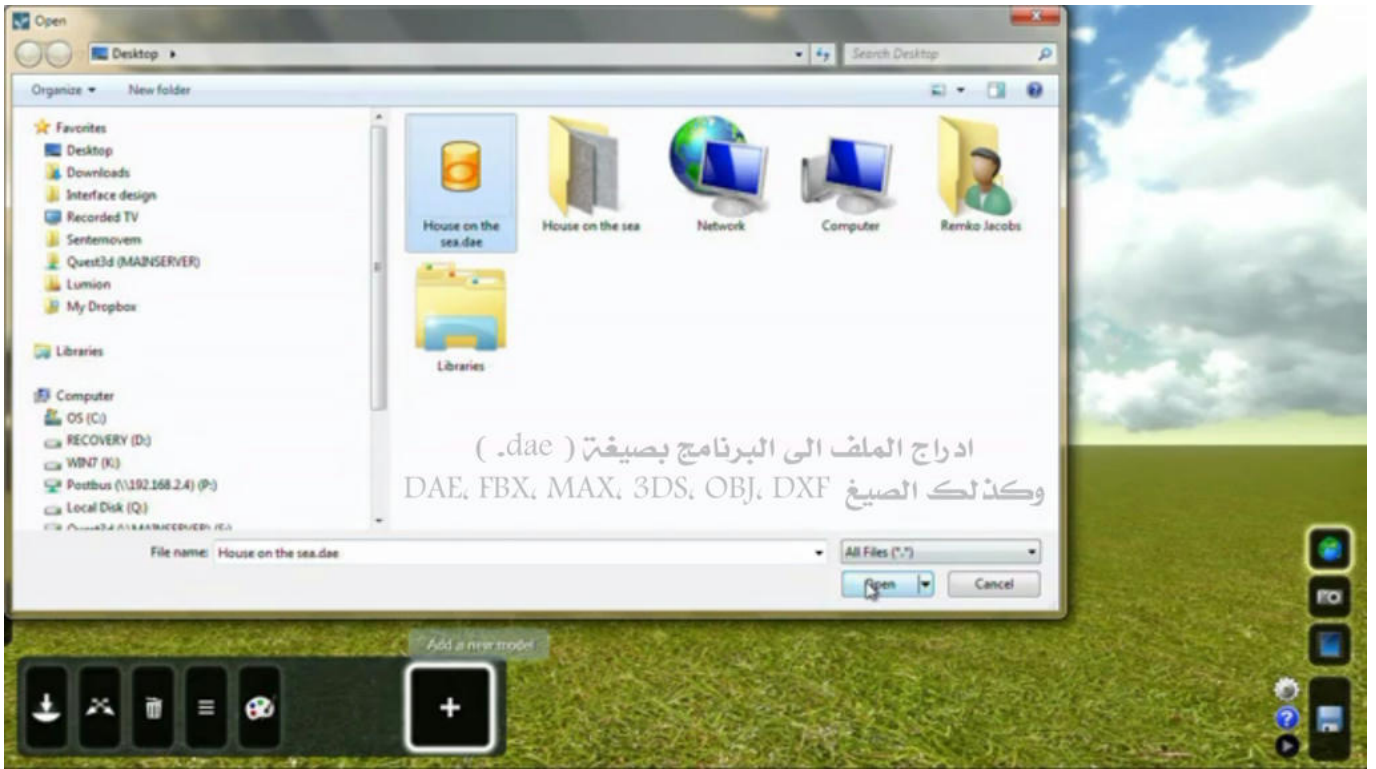 Open
Desktop
Search Desktop
Organize
New folder
Favorites
Desktop
Downloads
Interface design
Recorded TV
Sentemovem
Quest3d (MAINSERVER)
Lumion
My Dropbox
Libraries
Computer
OS (C:)
RECOVERY (D:)
WIN7 (K:)
Postbus (\\192.168.2.4) (P:)
Local Disk (Q:)
House on the
sea.dae
House on the sea
Network
Computer
Remko Jacobs
Libraries
ادراج الملف الى البرنامج بصيغة ( dae. )
وكذلك الصيغ DAE, FBX, MAX, 3DS, OBJ, DXF
File name: House on the sea.dae
All Files (*.*)
Open
Cancel
Add a new model